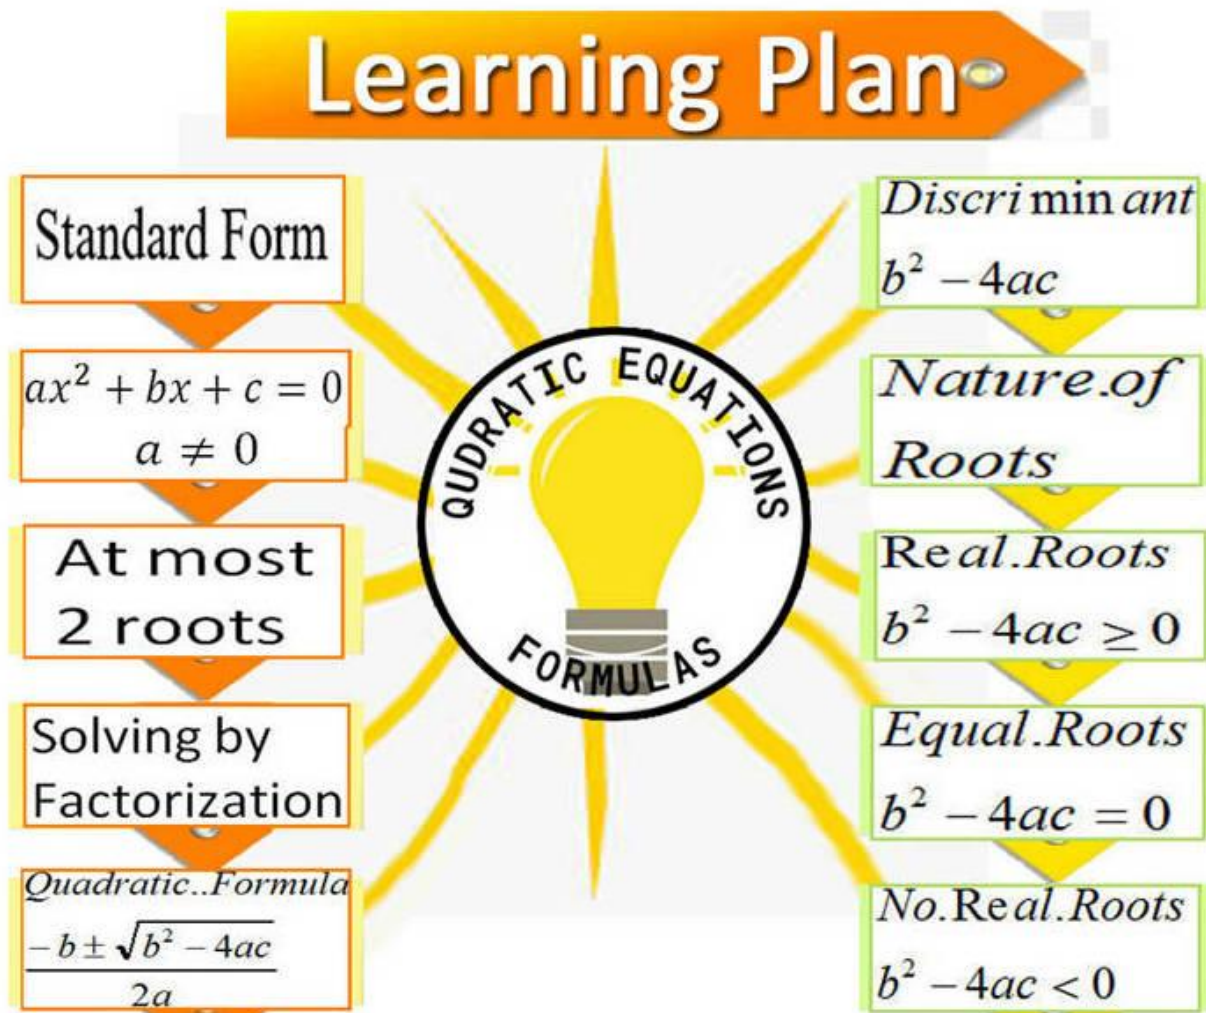 Learning Plan
Standard Form
ax² + bx + c = 0
a ≠ 0
At most
2 roots
Solving by
Factorization
Quadratic..Formula
-b ± √(b² - 4ac)
2a
QUDRATIC EQUATIONS
FORMULAS
Discri min ant
b² - 4ac
Nature.of
Roots
Real.Roots
b² - 4ac ≥ 0
Equal.Roots
b² - 4ac = 0
No.Real.Roots
b² - 4ac < 0